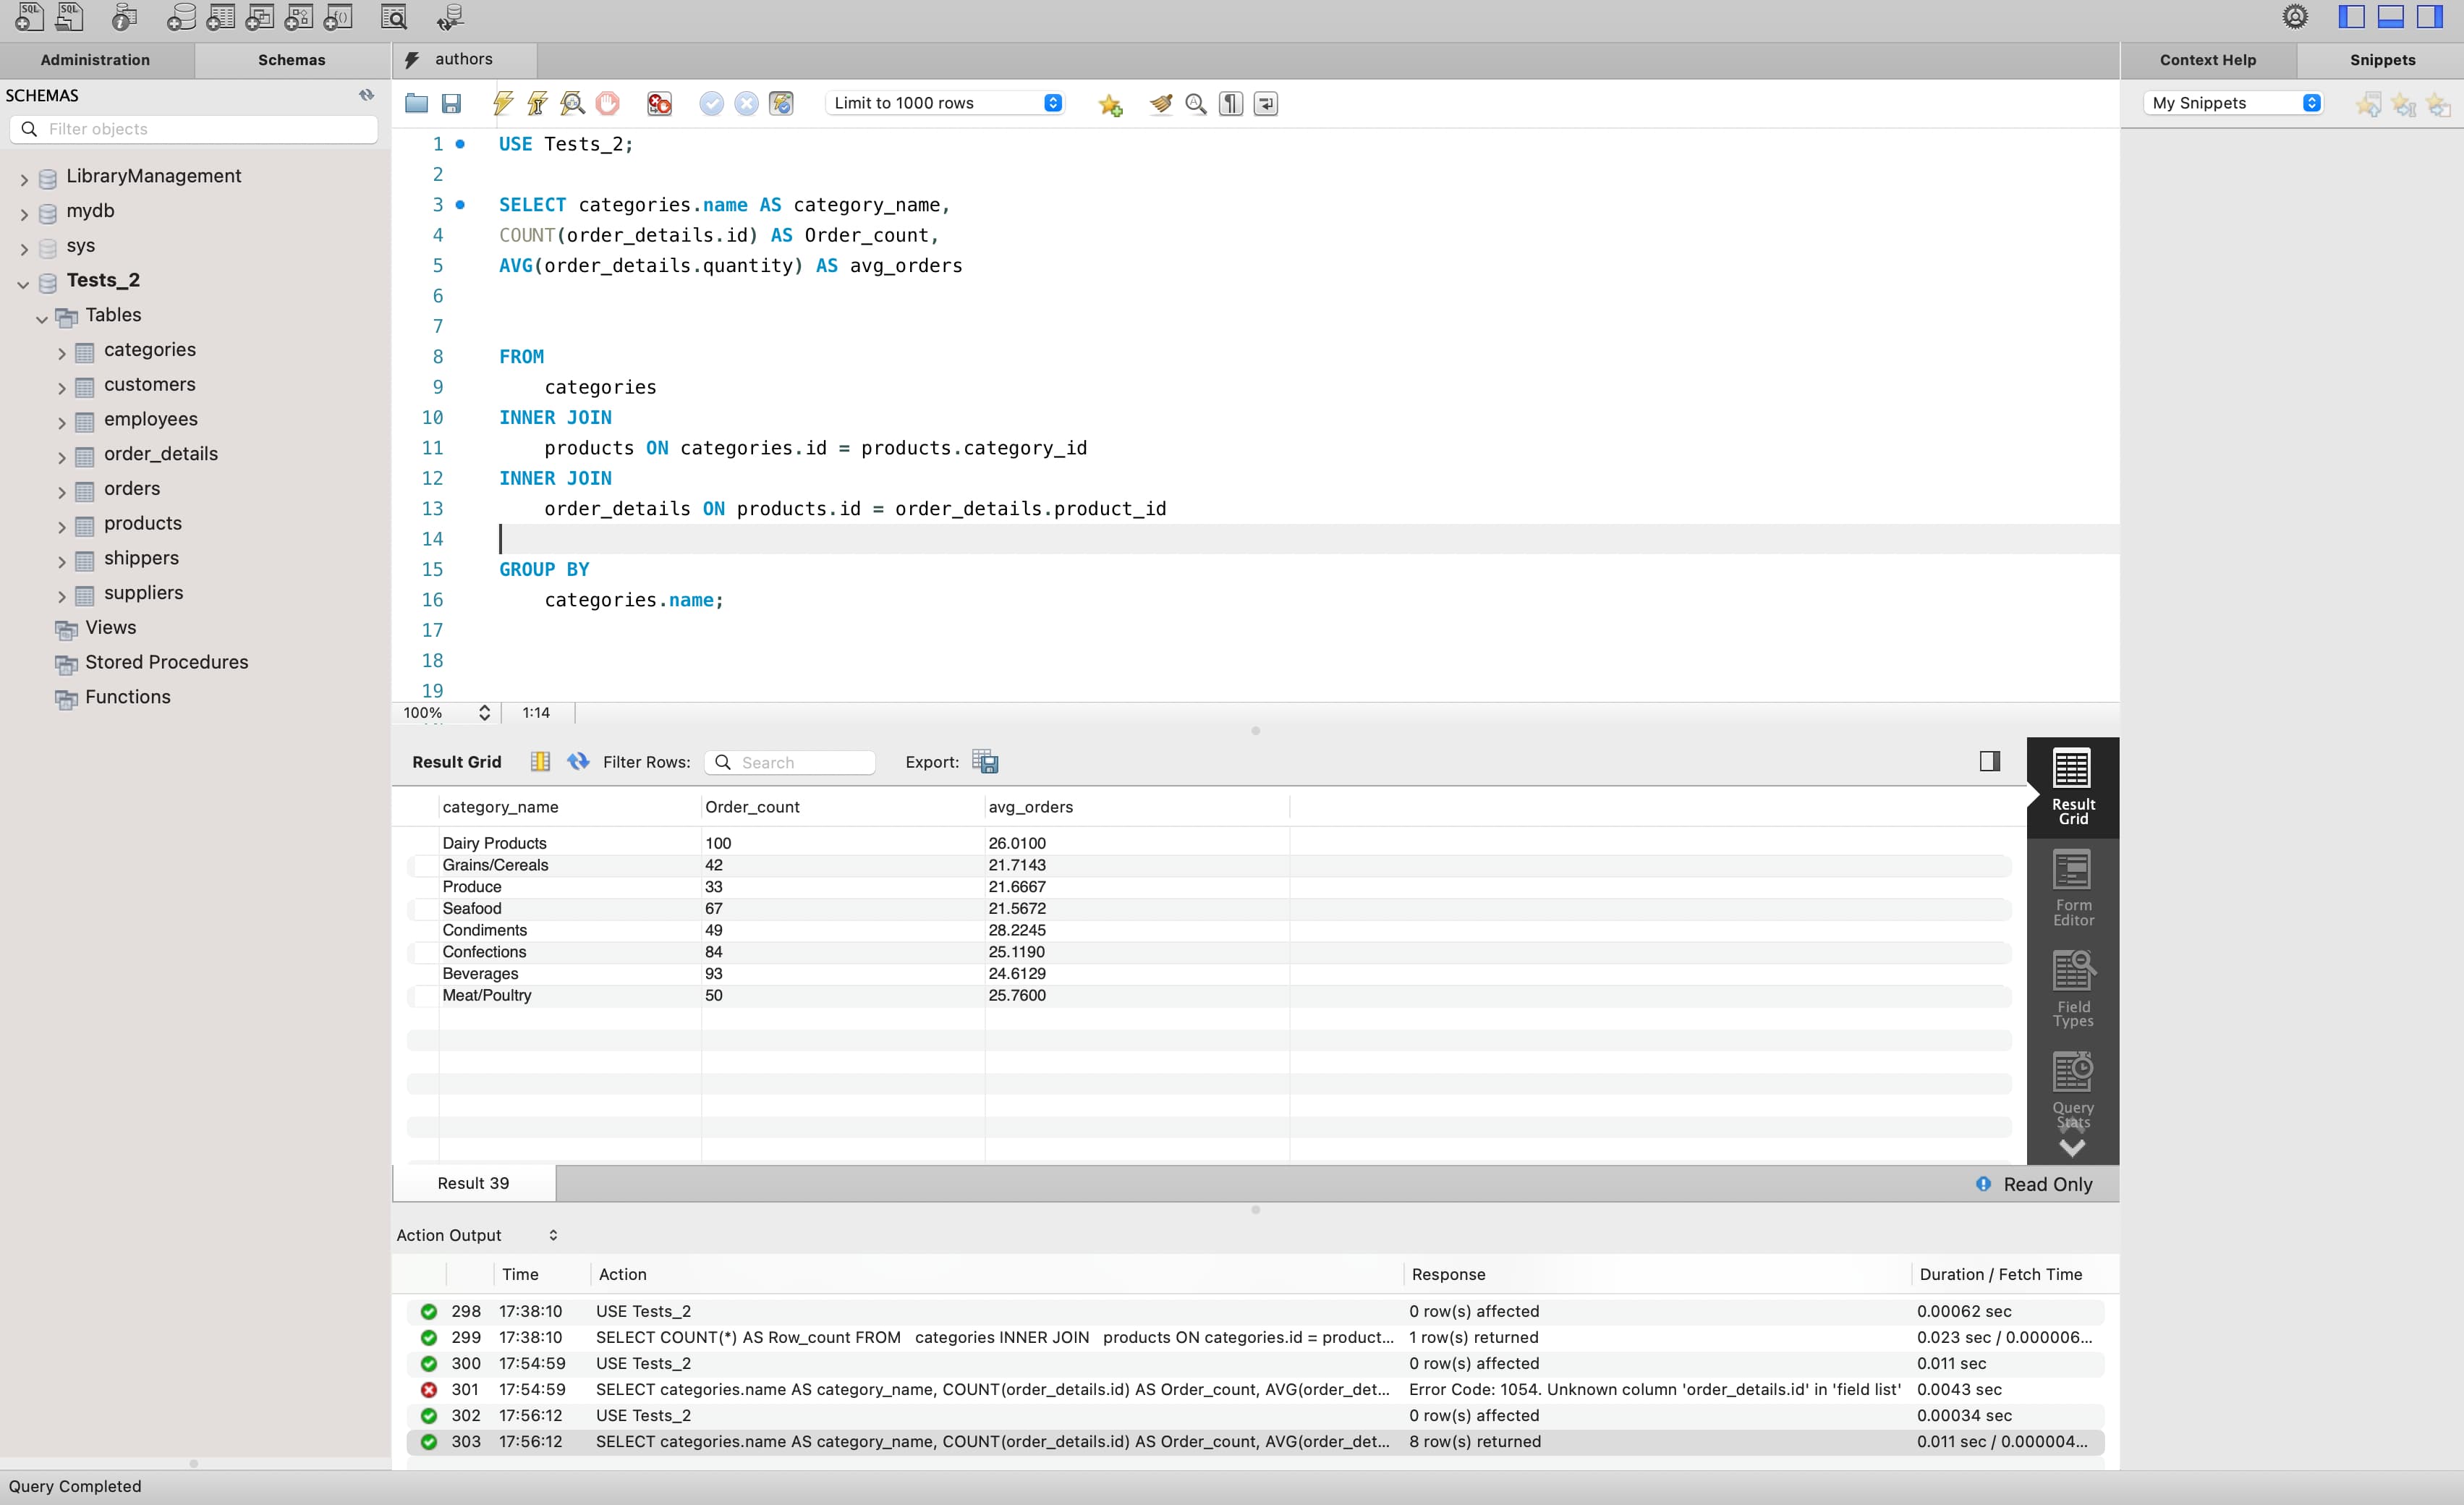 SQL SQL
Administration Schemas authors Context Help Snippets
SCHEMAS
Filter objects
Limit to 1000 rows
My Snippets
LibraryManagement
mydb
sys
Tests_2
Tables
categories
customers
employees
order_details
orders
products
shippers
suppliers
Views
Stored Procedures
Functions
1 USE Tests_2;
2
3 SELECT categories.name AS category_name,
4 COUNT(order_details.id) AS Order_count,
5 AVG(order_details.quantity) AS avg_orders
6
7
8 FROM
9 categories
10 INNER JOIN
11 products ON categories.id = products.category_id
12 INNER JOIN
13 order_details ON products.id = order_details.product_id
14
15 GROUP BY
16 categories.name;
17
18
19
100% 1:14
Result Grid Filter Rows: Search Export:
category_name Order_count avg_orders
Dairy Products 100 26.0100
Grains/Cereals 42 21.7143
Produce 33 21.6667
Seafood 67 21.5672
Condiments 49 28.2245
Confections 84 25.1190
Beverages 93 24.6129
Meat/Poultry 50 25.7600
Result
Grid
Form
Editor
Field
Types
Query
Stats
Result 39 Read Only
Action Output
Time Action Response Duration / Fetch Time
298 17:38:10 USE Tests_2 0 row(s) affected 0.00062 sec
299 17:38:10 SELECT COUNT(*) AS Row_count FROM categories INNER JOIN products ON categories.id = product... 1 row(s) returned 0.023 sec / 0.000006...
300 17:54:59 USE Tests_2 0 row(s) affected 0.011 sec
301 17:54:59 SELECT categories.name AS category_name, COUNT(order_details.id) AS Order_count, AVG(order_det... Error Code: 1054. Unknown column 'order_details.id' in 'field list' 0.0043 sec
302 17:56:12 USE Tests_2 0 row(s) affected 0.00034 sec
303 17:56:12 SELECT categories.name AS category_name, COUNT(order_details.id) AS Order_count, AVG(order_det... 8 row(s) returned 0.011 sec / 0.000004...
Query Completed